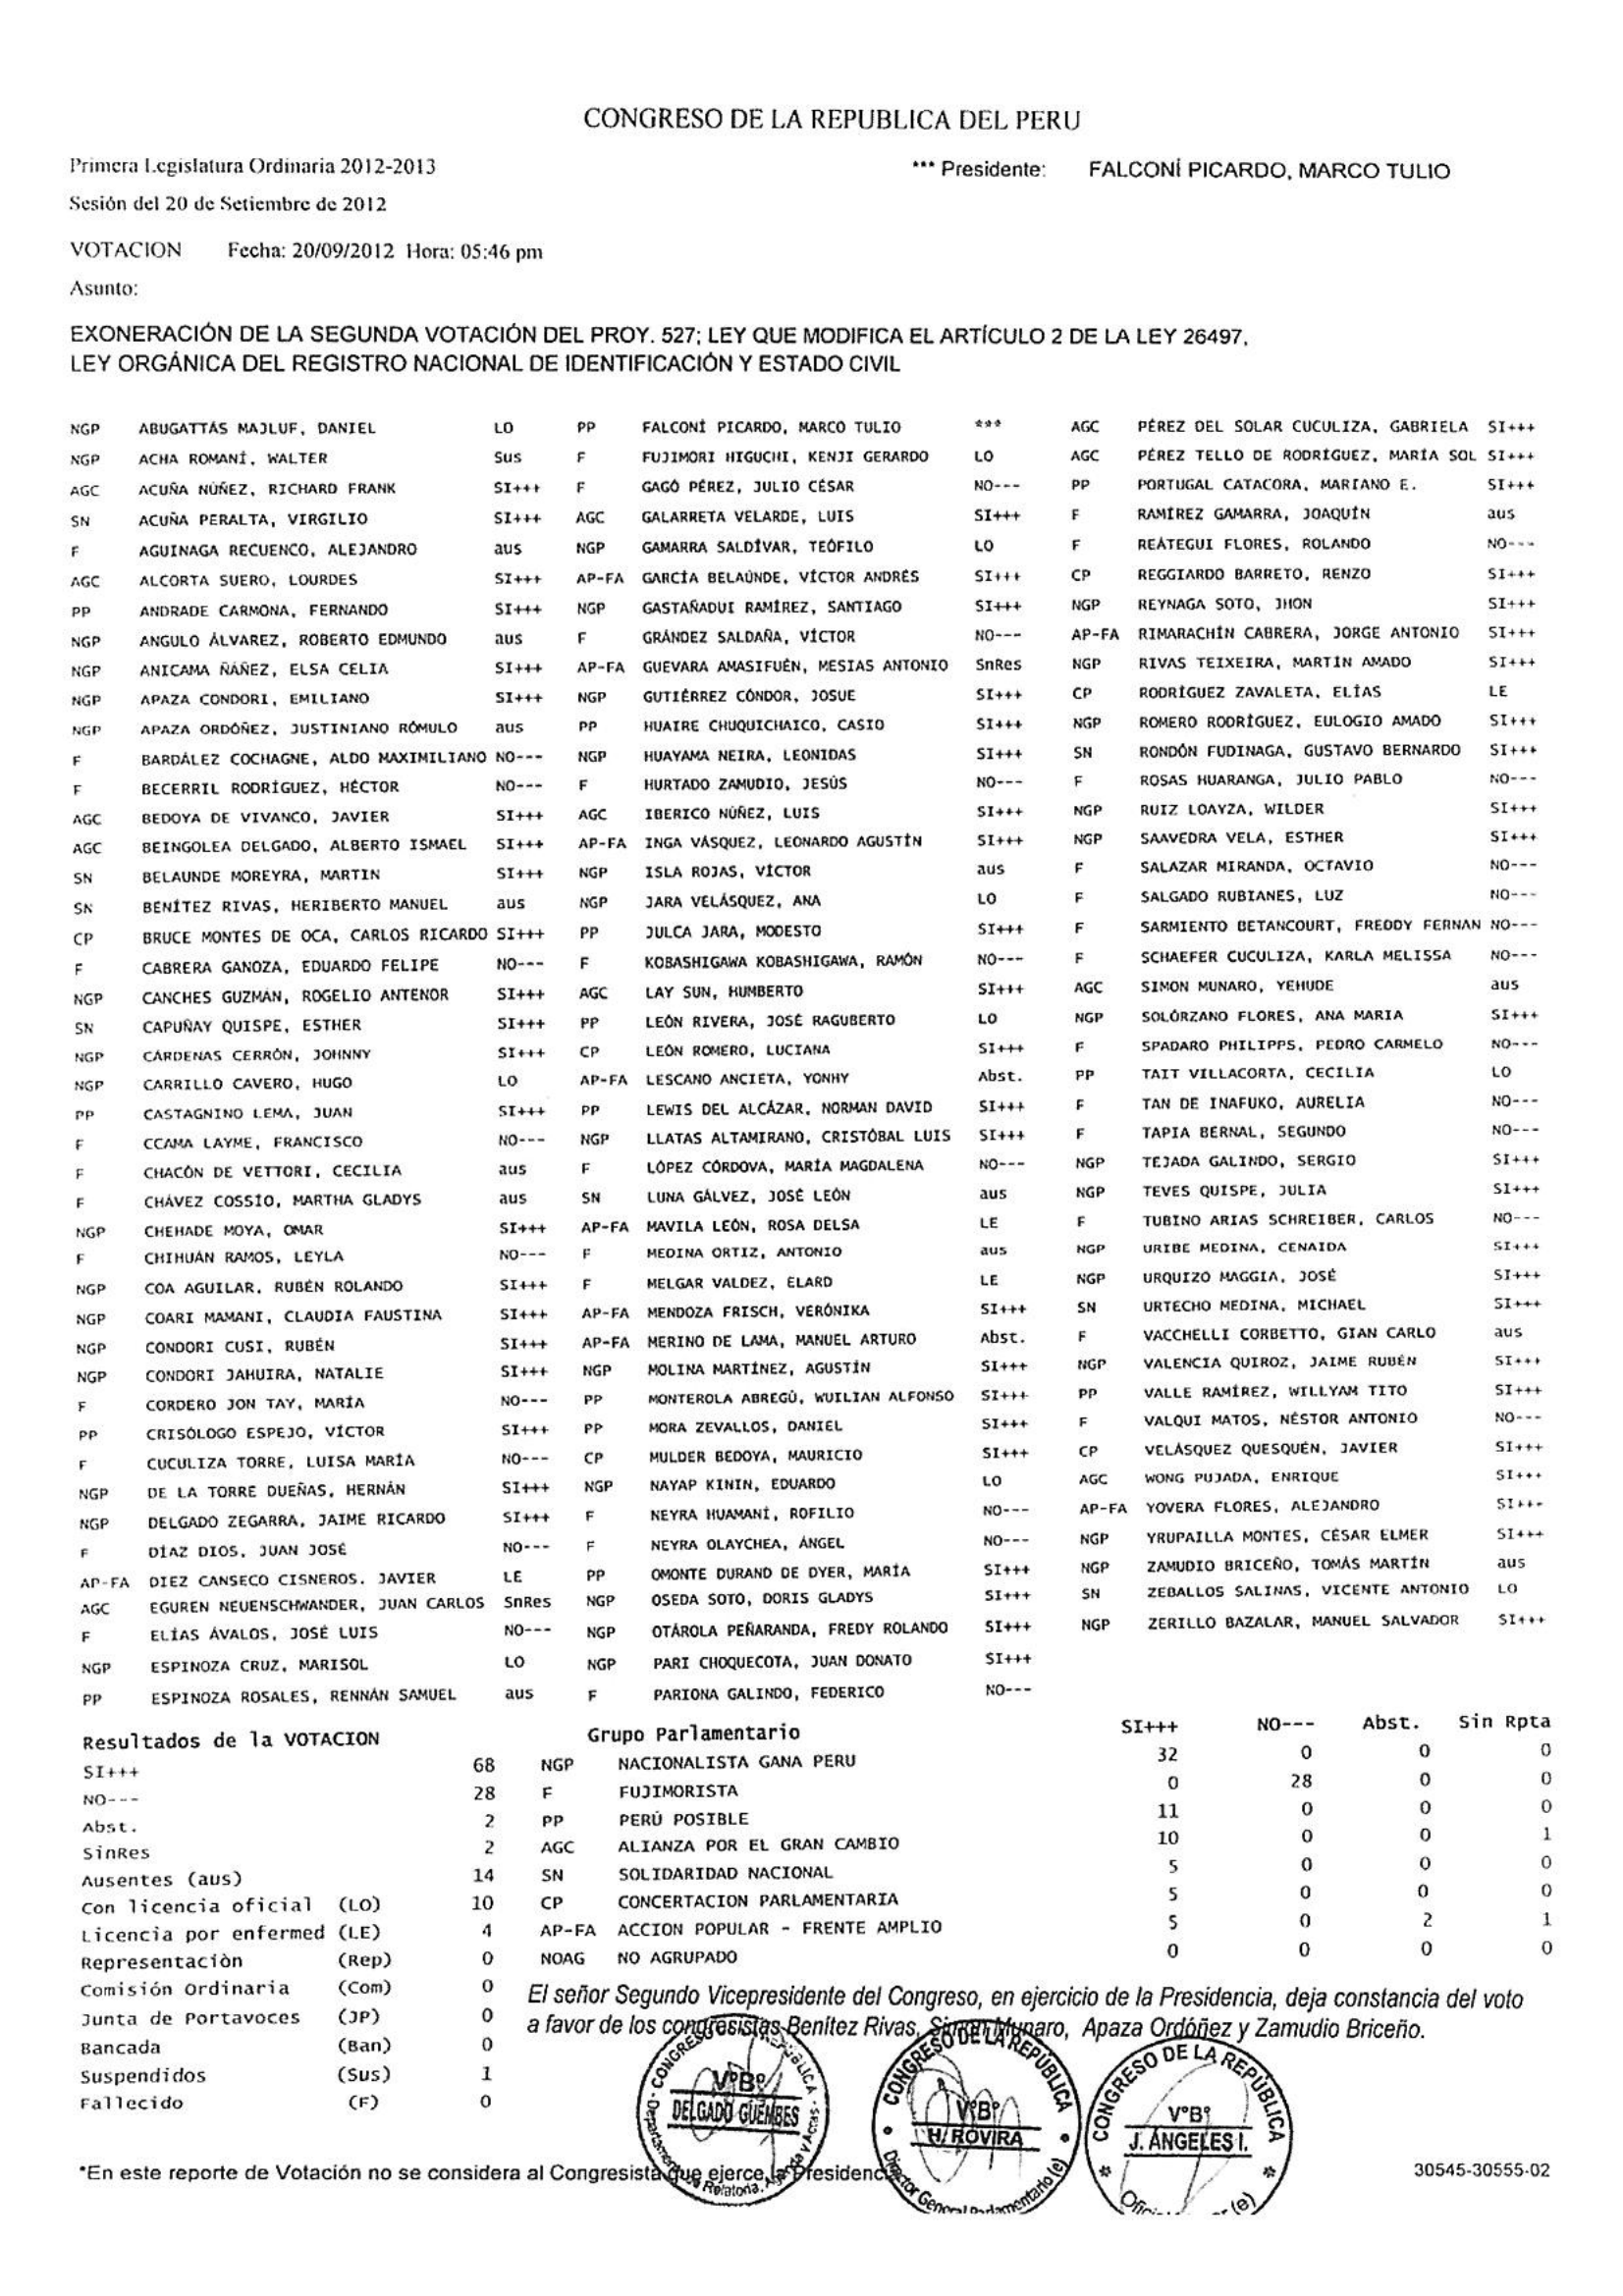 CONGRESO DE LA REPUBLICA DEL PERU
Primera Legislatura Ordinaria 2012-2013 *** Presidente: FALCONÍ PICARDO, MARCO TULIO
Sesión del 20 de Setiembre de 2012
VOTACION Fecha: 20/09/2012 Hora: 05:46 pm
Asunto:
EXONERACIÓN DE LA SEGUNDA VOTACIÓN DEL PROY. 527; LEY QUE MODIFICA EL ARTÍCULO 2 DE LA LEY 26497,
LEY ORGÁNICA DEL REGISTRO NACIONAL DE IDENTIFICACIÓN Y ESTADO CIVIL
NGP ABUGATTÁS MAJLUF, DANIEL LO PP FALCONÍ PICARDO, MARCO TULIO *** AGC PÉREZ DEL SOLAR CUCULIZA, GABRIELA SI+++
NGP ACHA ROMANÍ, WALTER Sus F FUJIMORI HIGUCHI, KENJI GERARDO LO AGC PÉREZ TELLO DE RODRÍGUEZ, MARÍA SOL SI+++
AGC ACUÑA NÚÑEZ, RICHARD FRANK SI+++ F GAGÓ PÉREZ, JULIO CÉSAR NO--- PP PORTUGAL CATACORA, MARIANO E. SI+++
SN ACUÑA PERALTA, VIRGILIO SI+++ AGC GALARRETA VELARDE, LUIS SI+++ F RAMÍREZ GAMARRA, JOAQUÍN aus
F AGUINAGA RECUENCO, ALEJANDRO aus NGP GAMARRA SALDÍVAR, TEÓFILO LO F REÁTEGUI FLORES, ROLANDO NO---
AGC ALCORTA SUERO, LOURDES SI+++ AP-FA GARCÍA BELAÚNDE, VÍCTOR ANDRÉS SI+++ CP REGGIARDO BARRETO, RENZO SI+++
PP ANDRADE CARMONA, FERNANDO SI+++ NGP GASTAÑADUI RAMÍREZ, SANTIAGO SI+++ NGP REYNAGA SOTO, JHON SI+++
NGP ANGULO ÁLVAREZ, ROBERTO EDMUNDO aus F GRÁNDEZ SALDAÑA, VÍCTOR NO--- AP-FA RIMARACHÍN CABRERA, JORGE ANTONIO SI+++
NGP ANICAMA ÑÁÑEZ, ELSA CELIA SI+++ AP-FA GUEVARA AMASIFUÉN, MESIAS ANTONIO SnRes NGP RIVAS TEIXEIRA, MARTÍN AMADO SI+++
NGP APAZA CONDORI, EMILIANO SI+++ NGP GUTIÉRREZ CÓNDOR, JOSUE SI+++ CP RODRÍGUEZ ZAVALETA, ELÍAS LE
NGP APAZA ORDÓÑEZ, JUSTINIANO RÓMULO aus PP HUAIRE CHUQUICHAICO, CASIO SI+++ NGP ROMERO RODRÍGUEZ, EULOGIO AMADO SI+++
F BARDÁLEZ COCHAGNE, ALDO MAXIMILIANO NO--- NGP HUAYAMA NEIRA, LEONIDAS SI+++ SN RONDÓN FUDINAGA, GUSTAVO BERNARDO SI+++
F BECERRIL RODRÍGUEZ, HÉCTOR NO--- F HURTADO ZAMUDIO, JESÚS NO--- F ROSAS HUARANGA, JULIO PABLO NO---
AGC BEDOYA DE VIVANCO, JAVIER SI+++ AGC IBERICO NÚÑEZ, LUIS SI+++ NGP RUIZ LOAYZA, WILDER SI+++
AGC BEINGOLEA DELGADO, ALBERTO ISMAEL SI+++ AP-FA INGA VÁSQUEZ, LEONARDO AGUSTÍN SI+++ NGP SAAVEDRA VELA, ESTHER SI+++
SN BELAUNDE MOREYRA, MARTIN SI+++ NGP ISLA ROJAS, VÍCTOR aus F SALAZAR MIRANDA, OCTAVIO NO---
SN BENÍTEZ RIVAS, HERIBERTO MANUEL aus NGP JARA VELÁSQUEZ, ANA LO F SALGADO RUBIANES, LUZ NO---
CP BRUCE MONTES DE OCA, CARLOS RICARDO SI+++ PP JULCA JARA, MODESTO SI+++ F SARMIENTO BETANCOURT, FREDDY FERNAN NO---
F CABRERA GANOZA, EDUARDO FELIPE NO--- F KOBASHIGAWA KOBASHIGAWA, RAMÓN NO--- F SCHAEFER CUCULIZA, KARLA MELISSA NO---
NGP CANCHES GUZMÁN, ROGELIO ANTENOR SI+++ AGC LAY SUN, HUMBERTO SI+++ AGC SIMON MUNARO, YEHUDE aus
SN CAPUÑAY QUISPE, ESTHER SI+++ PP LEÓN RIVERA, JOSÉ RAGUBERTO LO NGP SOLÓRZANO FLORES, ANA MARIA SI+++
NGP CÁRDENAS CERRÓN, JOHNNY SI+++ CP LEÓN ROMERO, LUCIANA SI+++ F SPADARO PHILIPPS, PEDRO CARMELO NO---
NGP CARRILLO CAVERO, HUGO LO AP-FA LESCANO ANCIETA, YONHY Abst. PP TAIT VILLACORTA, CECILIA LO
PP CASTAGNINO LEMA, JUAN SI+++ PP LEWIS DEL ALCÁZAR, NORMAN DAVID SI+++ F TAN DE INAFUKO, AURELIA NO---
F CCAMA LAYME, FRANCISCO NO--- NGP LLATAS ALTAMIRANO, CRISTÓBAL LUIS SI+++ F TAPIA BERNAL, SEGUNDO NO---
F CHACÓN DE VETTORI, CECILIA aus F LÓPEZ CÓRDOVA, MARÍA MAGDALENA NO--- NGP TEJADA GALINDO, SERGIO SI+++
F CHÁVEZ COSSÍO, MARTHA GLADYS aus SN LUNA GÁLVEZ, JOSÉ LEÓN aus NGP TEVES QUISPE, JULIA SI+++
NGP CHEHADE MOYA, OMAR SI+++ AP-FA MAVILA LEÓN, ROSA DELSA LE F TUBINO ARIAS SCHREIBER, CARLOS NO---
F CHIHUÁN RAMOS, LEYLA NO--- F MEDINA ORTIZ, ANTONIO aus NGP URIBE MEDINA, CENAIDA SI+++
NGP COA AGUILAR, RUBÉN ROLANDO SI+++ F MELGAR VALDEZ, ELARD LE NGP URQUIZO MAGGIA, JOSÉ SI+++
NGP COARI MAMANI, CLAUDIA FAUSTINA SI+++ AP-FA MENDOZA FRISCH, VERÓNIKA SI+++ SN URTECHO MEDINA, MICHAEL SI+++
NGP CONDORI CUSI, RUBÉN SI+++ AP-FA MERINO DE LAMA, MANUEL ARTURO Abst. F VACCHELLI CORBETTO, GIAN CARLO aus
NGP CONDORI JAHUIRA, NATALIE SI+++ NGP MOLINA MARTÍNEZ, AGUSTÍN SI+++ NGP VALENCIA QUIROZ, JAIME RUBÉN SI+++
F CORDERO JON TAY, MARÍA NO--- PP MONTEROLA ABREGÚ, WUILIAN ALFONSO SI+++ PP VALLE RAMÍREZ, WILLYAM TITO SI+++
PP CRISÓLOGO ESPEJO, VÍCTOR SI+++ PP MORA ZEVALLOS, DANIEL SI+++ F VALQUI MATOS, NÉSTOR ANTONIO NO---
F CUCULIZA TORRE, LUISA MARÍA NO--- CP MULDER BEDOYA, MAURICIO SI+++ CP VELÁSQUEZ QUESQUÉN, JAVIER SI+++
NGP DE LA TORRE DUEÑAS, HERNÁN SI+++ NGP NAYAP KININ, EDUARDO LO AGC WONG PUJADA, ENRIQUE SI+++
NGP DELGADO ZEGARRA, JAIME RICARDO SI+++ F NEYRA HUAMANÍ, ROFILIO NO--- AP-FA YOVERA FLORES, ALEJANDRO SI+++
F DÍAZ DIOS, JUAN JOSÉ NO--- F NEYRA OLAYCHEA, ÁNGEL NO--- NGP YRUPAILLA MONTES, CÉSAR ELMER SI+++
AP-FA DIEZ CANSECO CISNEROS. JAVIER LE PP OMONTE DURAND DE DYER, MARÍA SI+++ NGP ZAMUDIO BRICEÑO, TOMÁS MARTÍN aus
AGC EGUREN NEUENSCHWANDER, JUAN CARLOS SnRes NGP OSEDA SOTO, DORIS GLADYS SI+++ SN ZEBALLOS SALINAS, VICENTE ANTONIO LO
F ELÍAS ÁVALOS, JOSÉ LUIS NO--- NGP OTÁROLA PEÑARANDA, FREDY ROLANDO SI+++ NGP ZERILLO BAZALAR, MANUEL SALVADOR SI+++
NGP ESPINOZA CRUZ, MARISOL LO NGP PARI CHOQUECOTA, JUAN DONATO SI+++
PP ESPINOZA ROSALES, RENNÁN SAMUEL aus F PARIONA GALINDO, FEDERICO NO---
Resultados de la VOTACION Grupo Parlamentario SI+++ NO--- Abst. Sin Rpta
SI+++ 68 NGP NACIONALISTA GANA PERU 32 0 0 0
NO--- 28 F FUJIMORISTA 0 28 0 0
Abst. 2 PP PERÚ POSIBLE 11 0 0 0
SinRes 2 AGC ALIANZA POR EL GRAN CAMBIO 10 0 0 1
Ausentes (aus) 14 SN SOLIDARIDAD NACIONAL 5 0 0 0
Con licencia oficial (LO) 10 CP CONCERTACION PARLAMENTARIA 5 0 0 0
Licencia por enfermed (LE) 4 AP-FA ACCION POPULAR - FRENTE AMPLIO 5 0 2 1
Representación (Rep) 0 NOAG NO AGRUPADO 0 0 0 0
Comisión Ordinaria (Com) 0
Junta de Portavoces (JP) 0
Bancada (Ban) 0
Suspendidos (Sus) 1
Fallecido (F) 0
El señor Segundo Vicepresidente del Congreso, en ejercicio de la Presidencia, deja constancia del voto
a favor de los congresistas Benítez Rivas, Simon Munaro, Apaza Ordóñez y Zamudio Briceño.
CONGRESO REPÚBLICA
V°B°
DELGADO GÜEMBES
Departamento de Relatoría, Agenda y Actas
CONGRESO DE LA REPÚBLICA
V°B°
H. ROVIRA
Director General Parlamentario (e)
CONGRESO DE LA REPÚBLICA
V°B°
J. ÁNGELES I.
(e)
*En este reporte de Votación no se considera al Congresista que ejerce la Presidencia
30545-30555-02